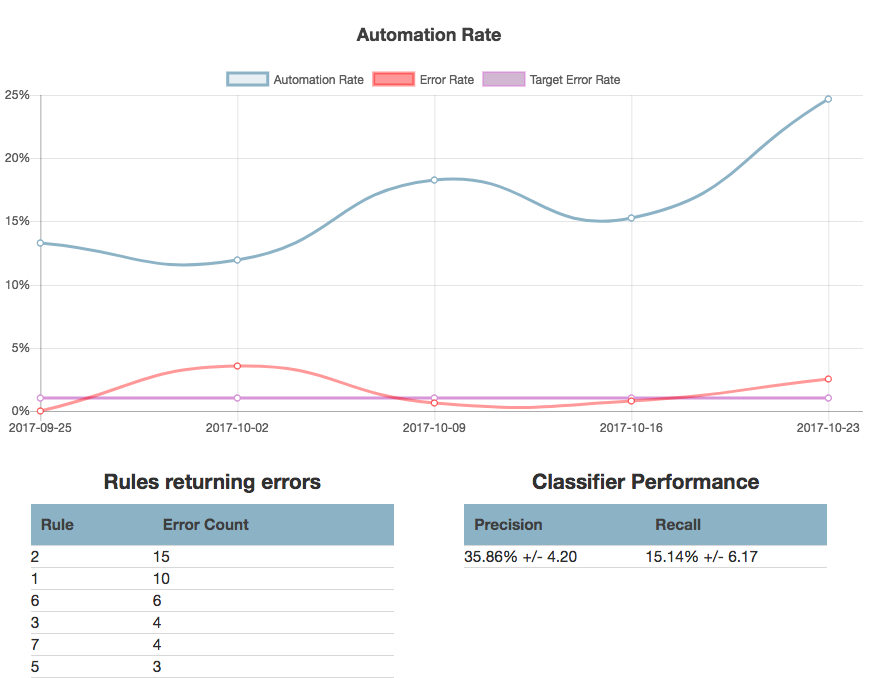 Automation Rate
Automation Rate Error Rate Target Error Rate
25%
20%
15%
10%
5%
0%
2017-09-25 2017-10-02 2017-10-09 2017-10-16 2017-10-23
Rules returning errors
Rule Error Count
2 15
1 10
6 6
3 4
7 4
5 3
Classifier Performance
Precision Recall
35.86% +/- 4.20 15.14% +/- 6.17